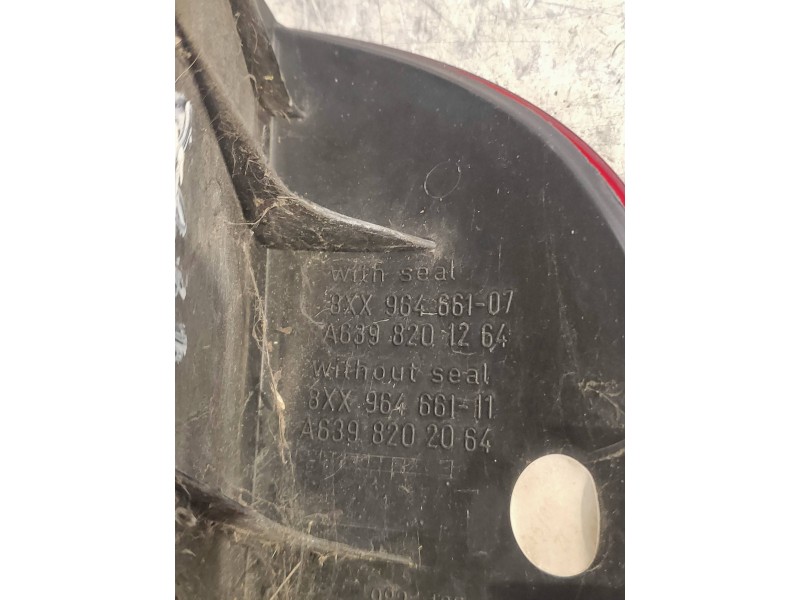 with seal
8XX 964 661-07
A639 820 12 64
without seal
8XX 964 661-11
A639 820 20 64